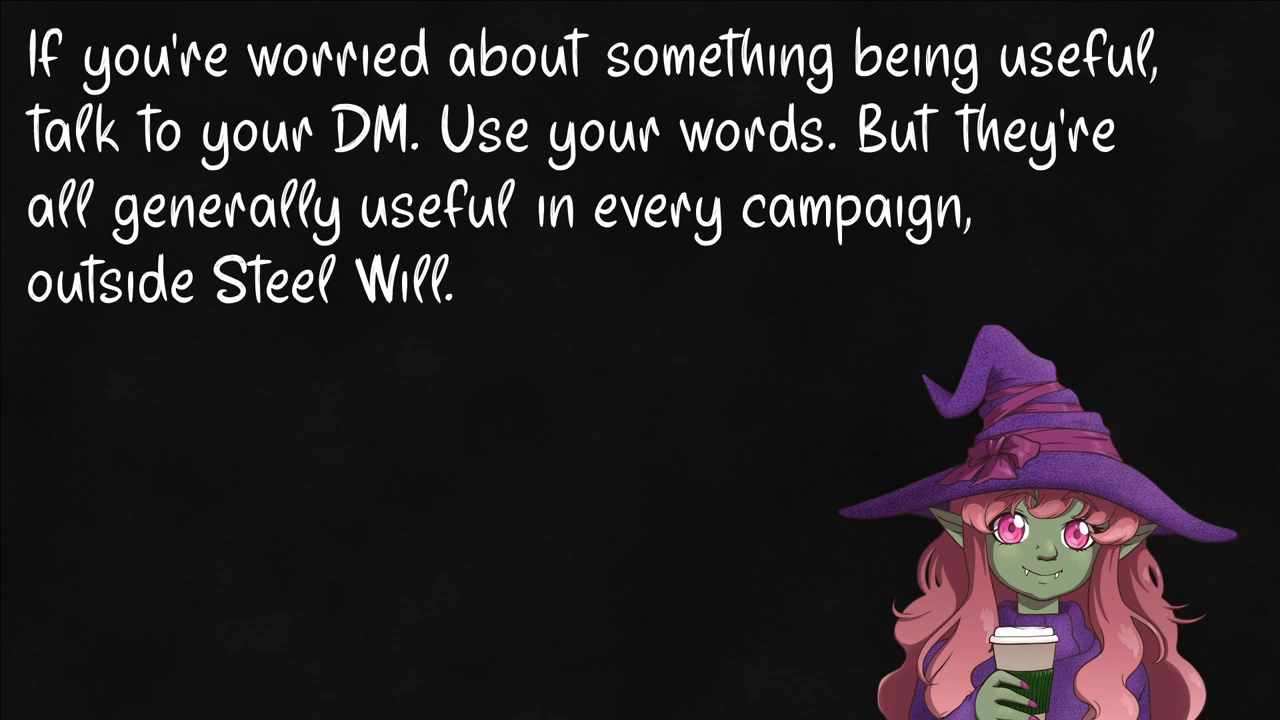 If you're worried about something being useful,
talk to your DM. Use your words. But they're
all generally useful in every campaign,
outside Steel Will.